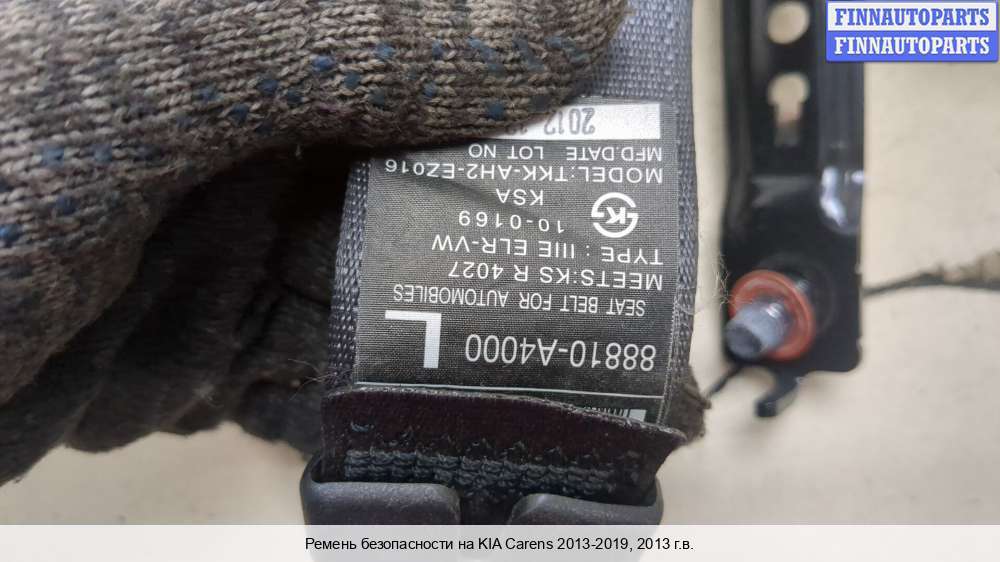 FINNAUTOPARTS
FINNAUTOPARTS
88810-A4000
L
SEAT BELT FOR AUTOMOBILES
MEETS:KS R 4027
TYPE : IIIE ELR-VW
10-0169
KSA
MODEL:TKK-AH2-EZ016
MFD.DATE LOT NO
Ремень безопасности на KIA Carens 2013-2019, 2013 г.в.